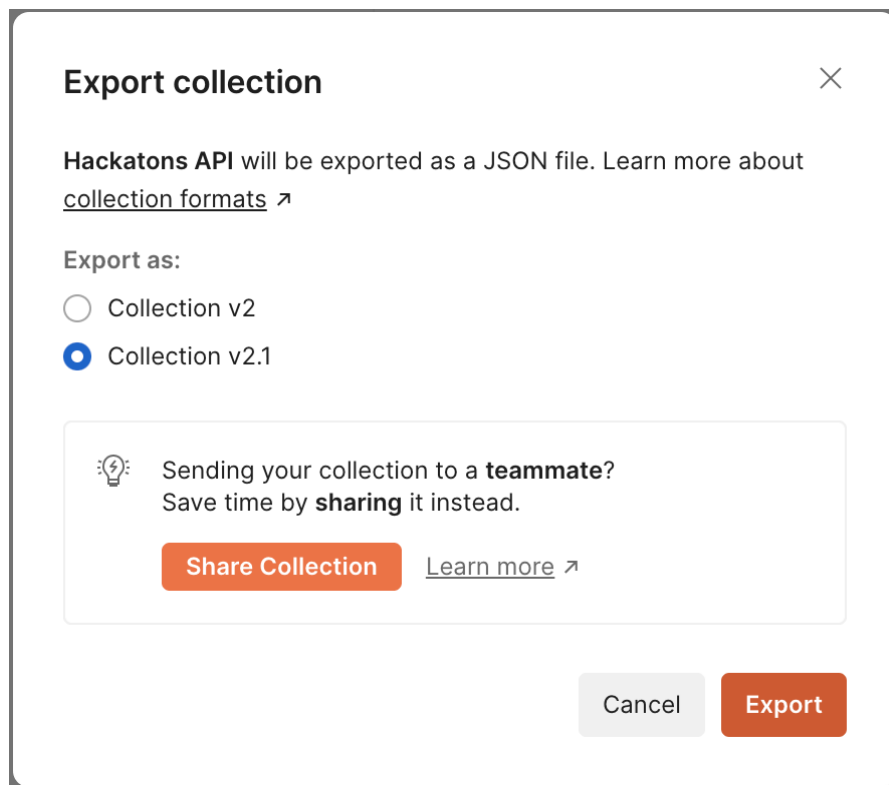 Export collection
Hackatons API will be exported as a JSON file. Learn more about
collection formats ↗
Export as:
Collection v2
Collection v2.1
Sending your collection to a teammate?
Save time by sharing it instead.
Share Collection Learn more ↗
Cancel Export